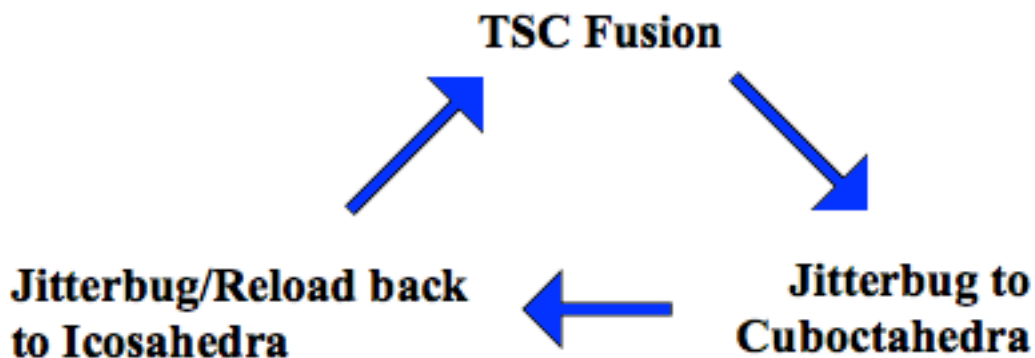 TSC Fusion
Jitterbug/Reload back
to Icosahedra
Jitterbug to
Cuboctahedra